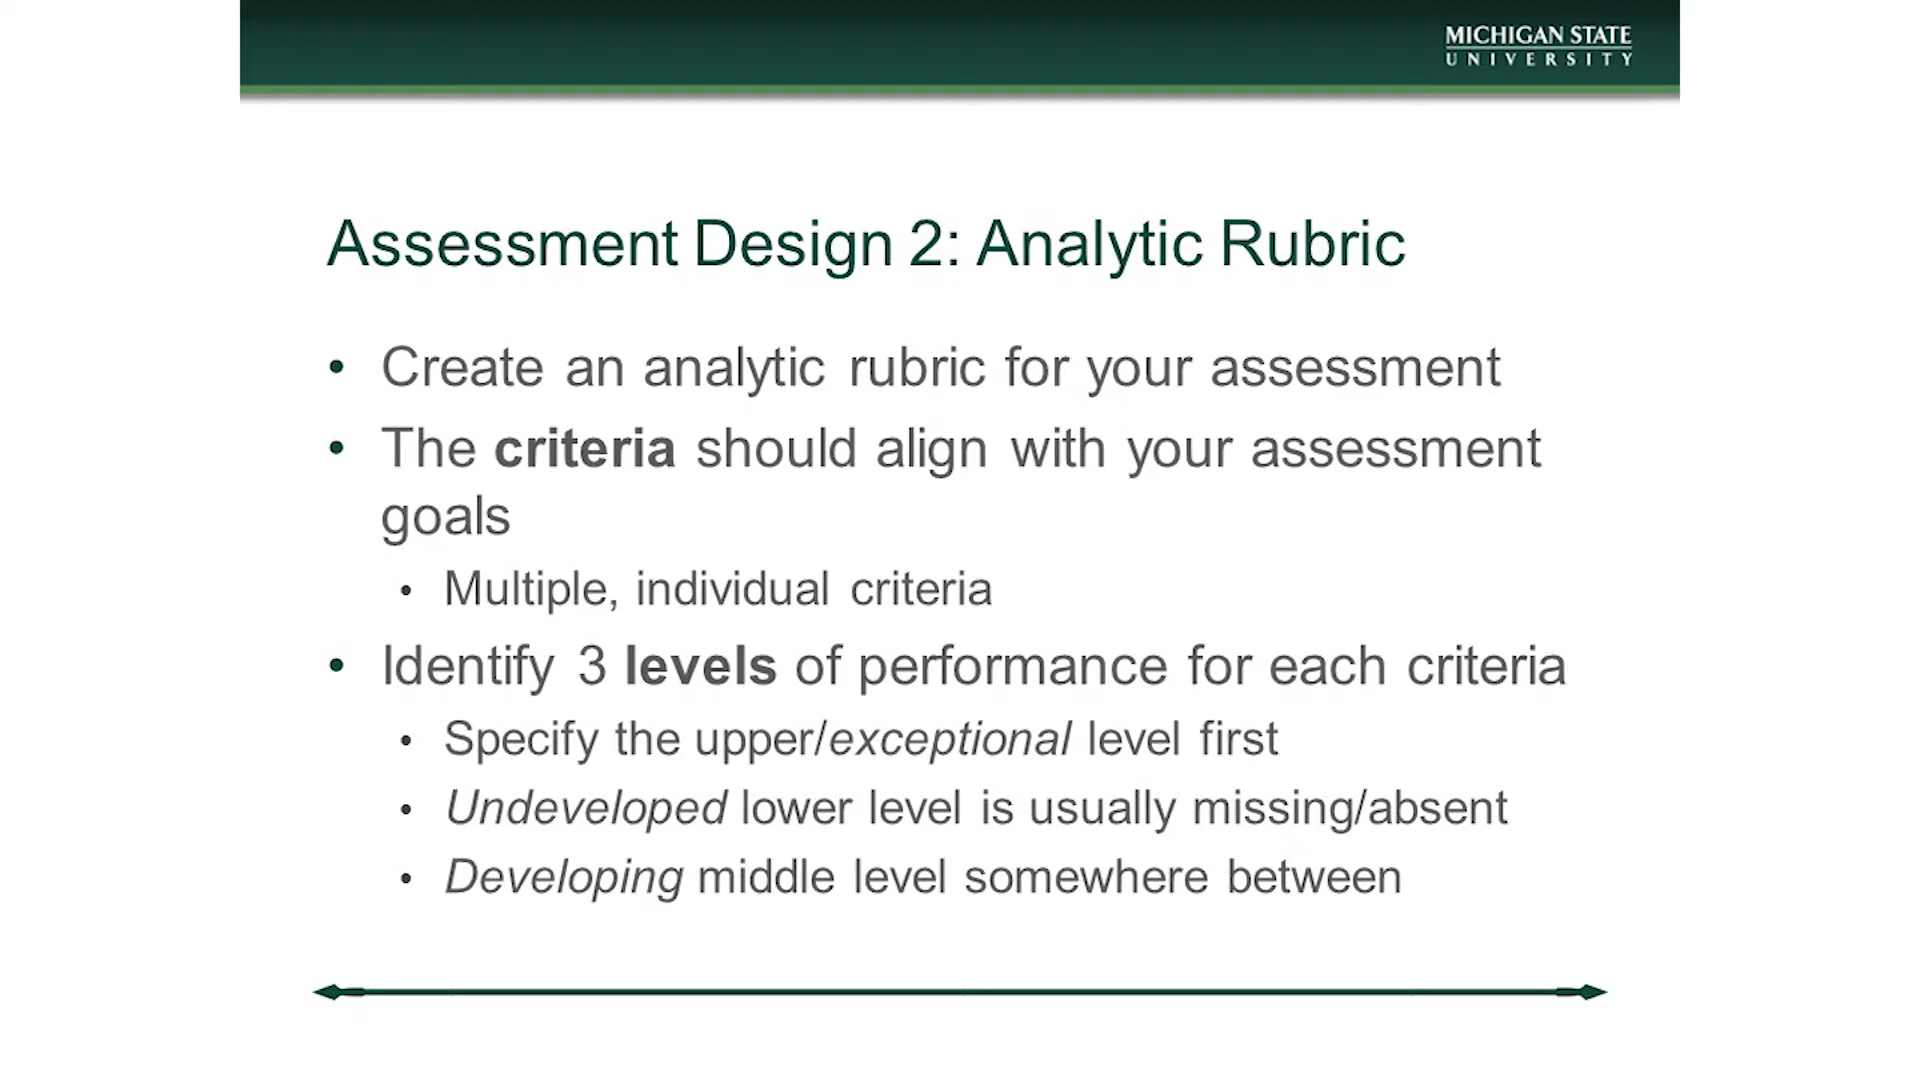 MICHIGAN STATE
UNIVERSITY
Assessment Design 2: Analytic Rubric
• Create an analytic rubric for your assessment
• The criteria should align with your assessment
goals
• Multiple, individual criteria
• Identify 3 levels of performance for each criteria
• Specify the upper/exceptional level first
• Undeveloped lower level is usually missing/absent
• Developing middle level somewhere between